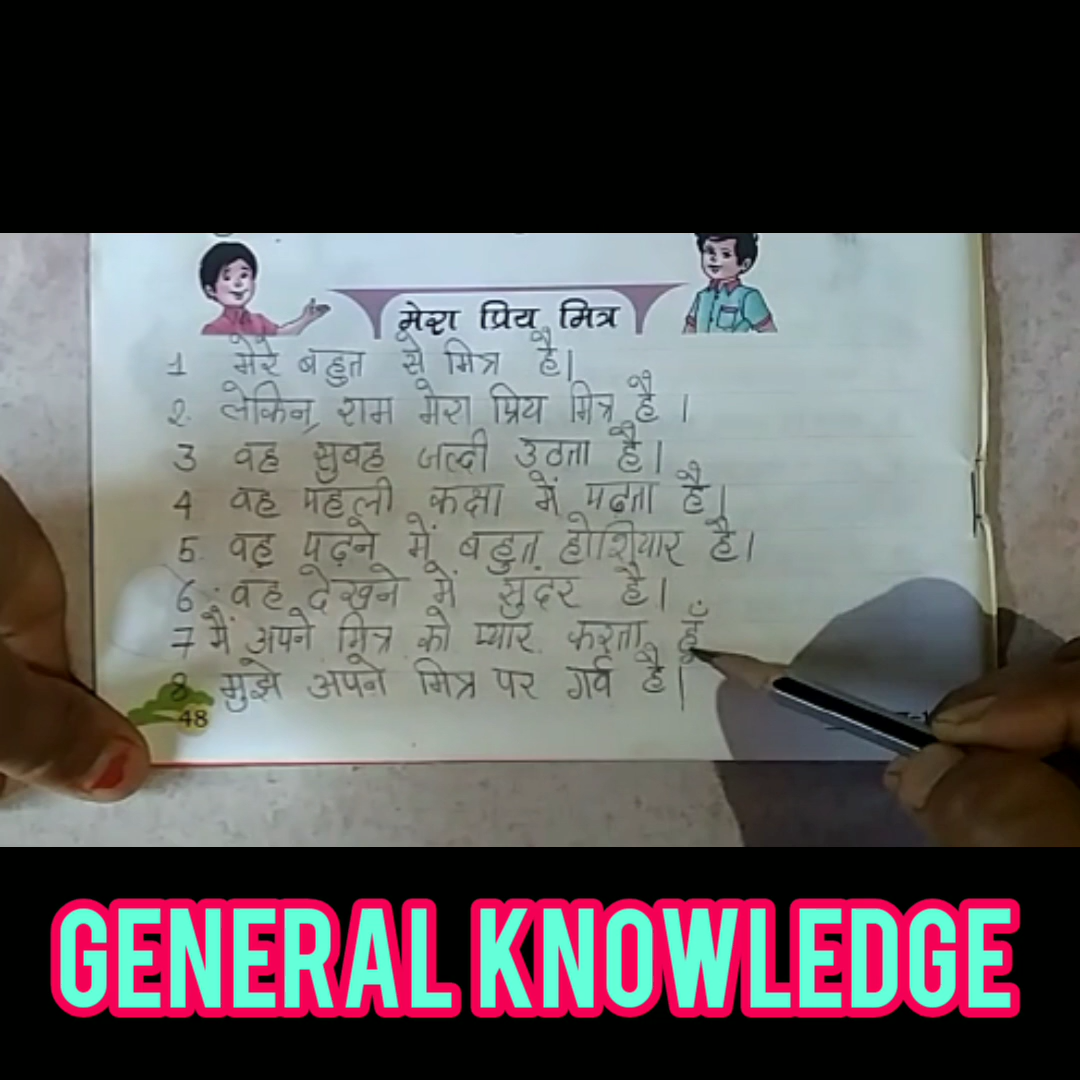 मेरा प्रिय मित्र
1 मेरे बहुत से मित्र है।
2. लेकिन, राम मेरा प्रिय मित्र है ।
3 वह सुबह जल्दी उठता है।
4 वह पहली कक्षा में पढता है।
5. वह पढ़ने में बहुत होशियार है।
6. वह देखने में सुंदर है।
7 मैं अपने मित्र को प्यार करता हूँ
8 मुझे अपने मित्र पर गर्व है।
48
GENERAL KNOWLEDGE